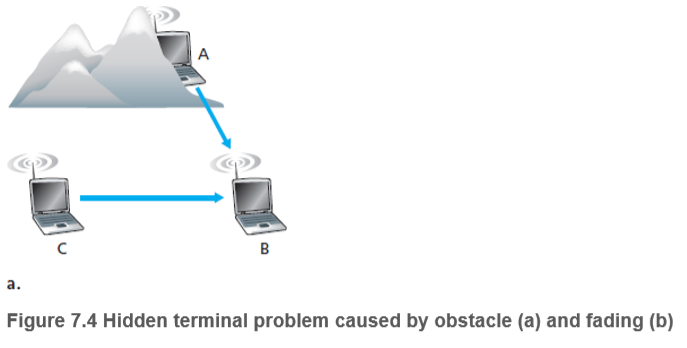 A
C
B
a.
Figure 7.4 Hidden terminal problem caused by obstacle (a) and fading (b)